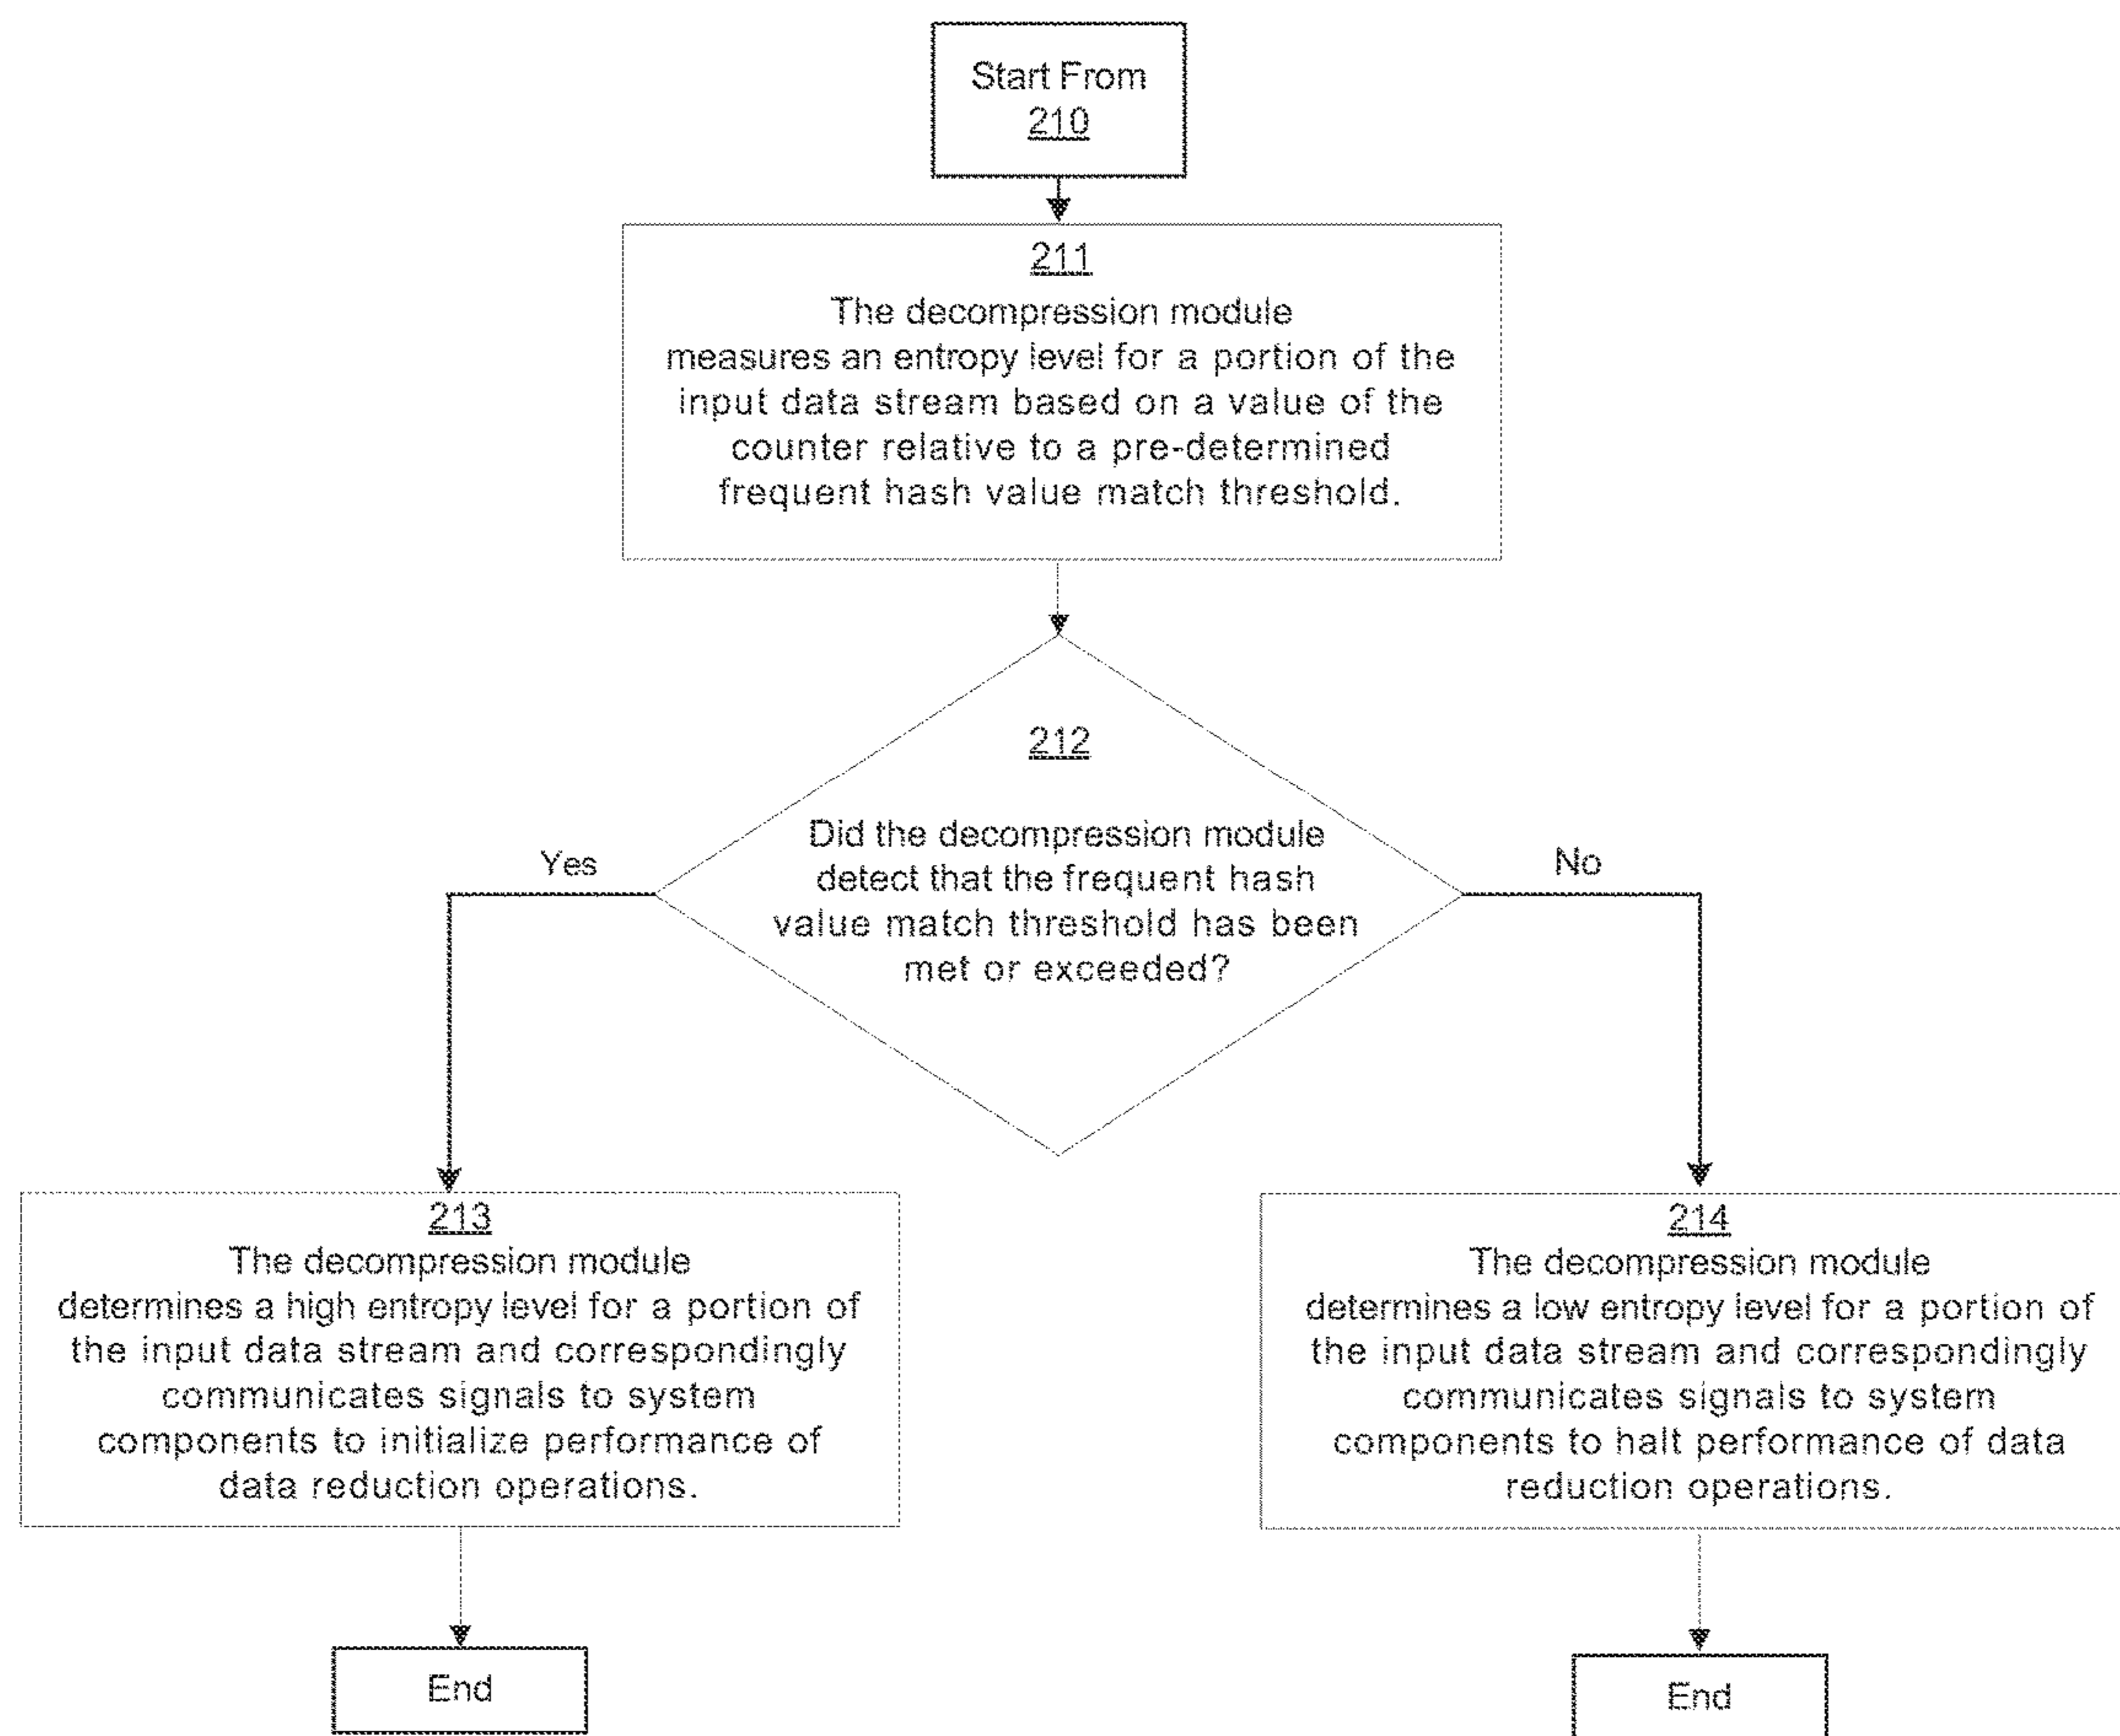 Start From
210
211
The decompression module
measures an entropy level for a portion of the
input data stream based on a value of the
counter relative to a pre-determined
frequent hash value match threshold.
212
Did the decompression module
detect that the frequent hash
value match threshold has been
met or exceeded?
Yes
No
213
The decompression module
determines a high entropy level for a portion of
the input data stream and correspondingly
communicates signals to system
components to initialize performance of
data reduction operations.
214
The decompression module
determines a low entropy level for a portion of
the input data stream and correspondingly
communicates signals to system
components to halt performance of data
reduction operations.
End
End